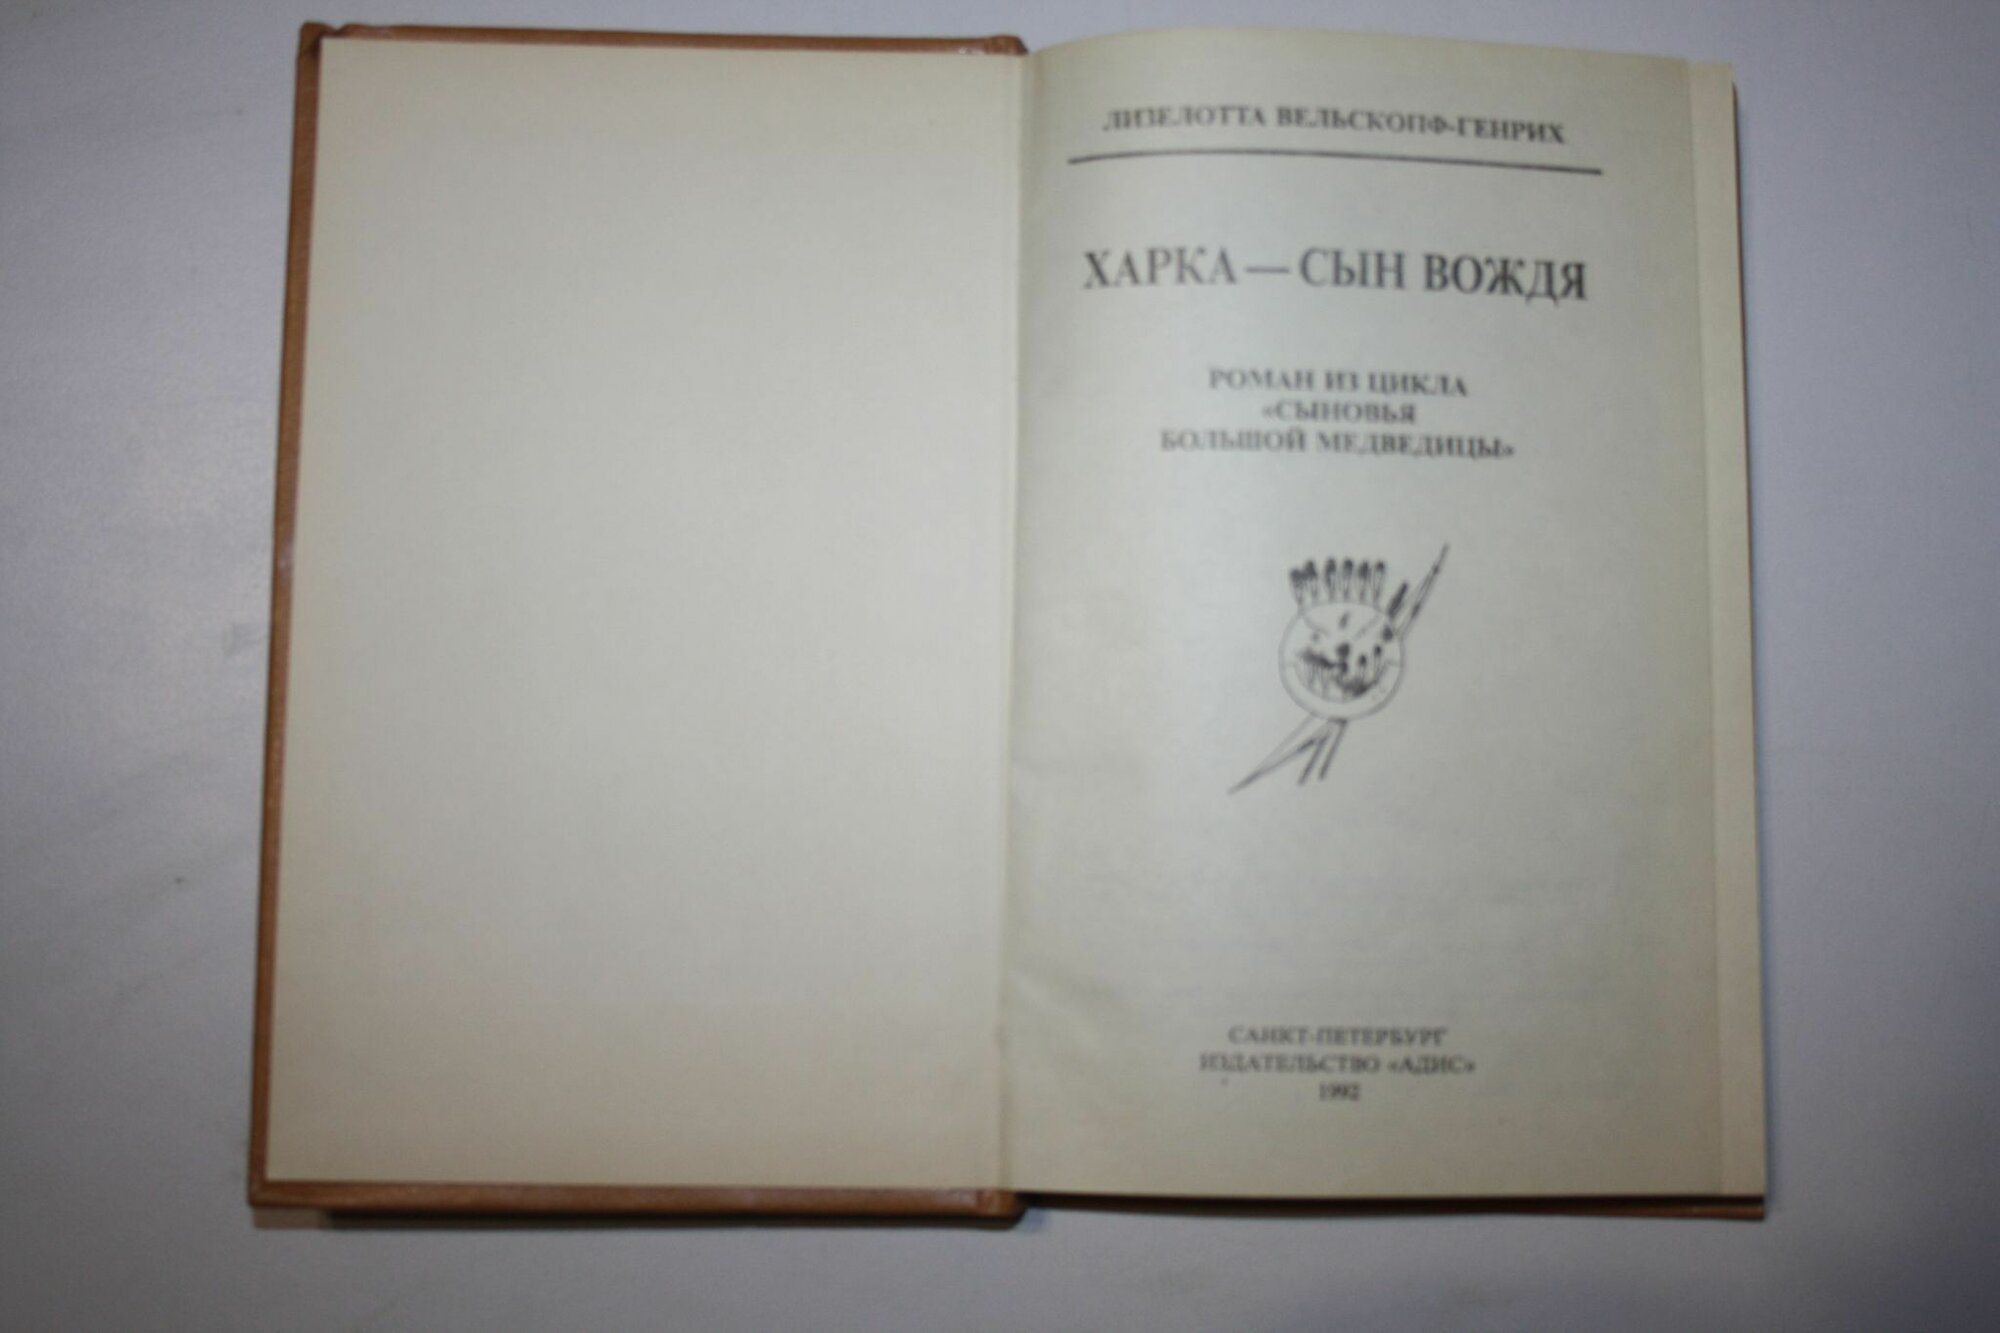 ЛИЗЕЛОТТА ВЕЛЬСКОПФ-ГЕНРИХ
ХАРКА — СЫН ВОЖДЯ
РОМАН ИЗ ЦИКЛА
«СЫНОВЬЯ
БОЛЬШОЙ МЕДВЕДИЦЫ»
САНКТ-ПЕТЕРБУРГ
ИЗДАТЕЛЬСТВО «АДИС»
1992